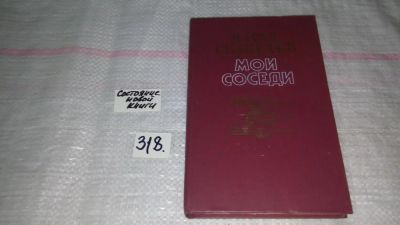 МОИ
СОСЕДИ
Состояние
новой
книги
318.